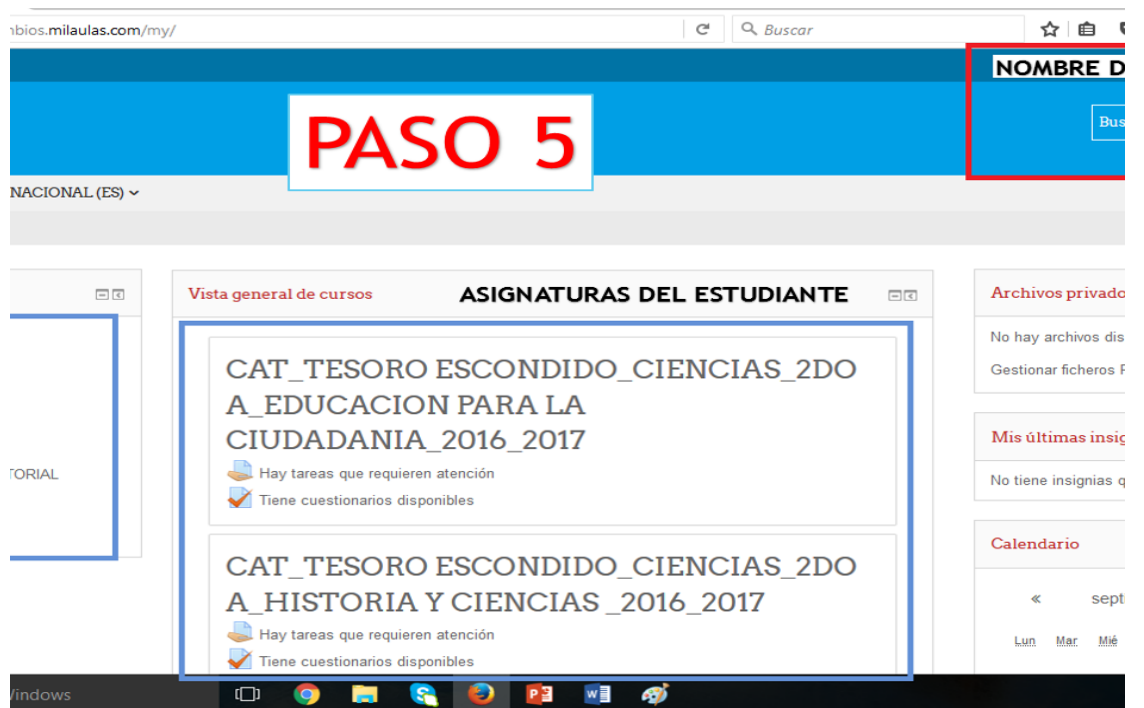 nbios.milaulas.com/my/
Buscar
NOMBRE D
Bus
PASO 5
NACIONAL (ES)
Vista general de cursos
ASIGNATURAS DEL ESTUDIANTE
Archivos privado
No hay archivos dis
Gestionar ficheros F
CAT_TESORO ESCONDIDO_CIENCIAS_2DO
A_EDUCACION PARA LA
CIUDADANIA_2016_2017
Hay tareas que requieren atención
Tiene cuestionarios disponibles
Mis últimas insig
No tiene insignias q
TORIAL
CAT_TESORO ESCONDIDO_CIENCIAS_2DO
A_HISTORIA Y CIENCIAS _2016_2017
Hay tareas que requieren atención
Tiene cuestionarios disponibles
Calendario
« sept
Lun Mar Mié
Windows